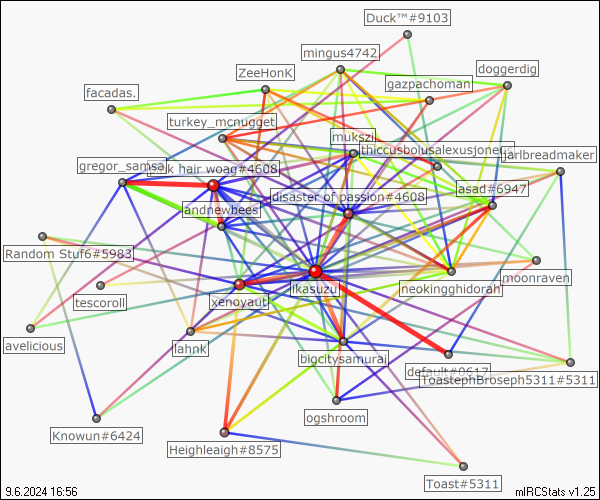 Duck™#9103
mingus4742
ZeeHonK
doggerdig
gazpachoman
facadas.
turkey_mcnugget
mukszil
thiccusbolusalexusjoneus
jarlbreadmaker
gregor_samsa
hair woag#4608
asad#6947
disaster of passion#4608
andnewbees
Random Stuf6#5983
moonraven
neokingghidorah
ikasuzu
tescoroll
xenoyaut
avelicious
lahnk
bigcitysamurai
default#0617
ToastephBroseph5311#5311
ogshroom
Knowun#6424
Heighleaigh#8575
Toast#5311
9.6.2024 16:56
mIRCStats v1.25